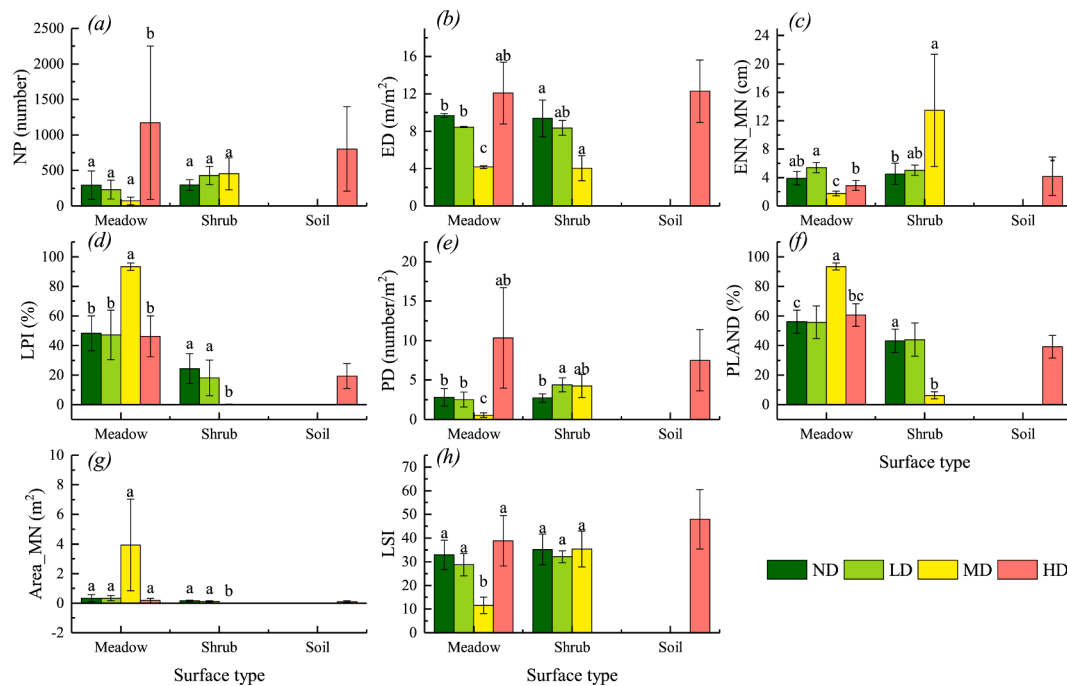 (a)
NP (number)
2500
2000
1500
1000
500
0
a
a
a
b
a
a
a
Meadow
Shrub
Soil
(b)
ED (m/m²)
16
12
8
4
0
b
b
c
ab
a
ab
a
Meadow
Shrub
Soil
(c)
ENN_MN (cm)
24
20
16
12
8
4
0
ab
a
c
b
b
ab
a
Meadow
Shrub
Soil
(d)
LPI (%)
100
80
60
40
20
0
b
b
a
b
a
a
b
Meadow
Shrub
Soil
(e)
PD (number/m²)
20
15
10
5
0
b
b
c
ab
b
a
ab
Meadow
Shrub
Soil
(f)
PLAND (%)
100
80
60
40
20
0
c
a
bc
a
b
Meadow
Shrub
Soil
Surface type
(g)
Area_MN (m²)
10
8
6
4
2
0
-2
a
a
a
a
a
a
b
Meadow
Shrub
Soil
Surface type
(h)
LSI
70
60
50
40
30
20
10
0
a
a
b
a
a
a
a
Meadow
Shrub
Soil
Surface type
ND
LD
MD
HD